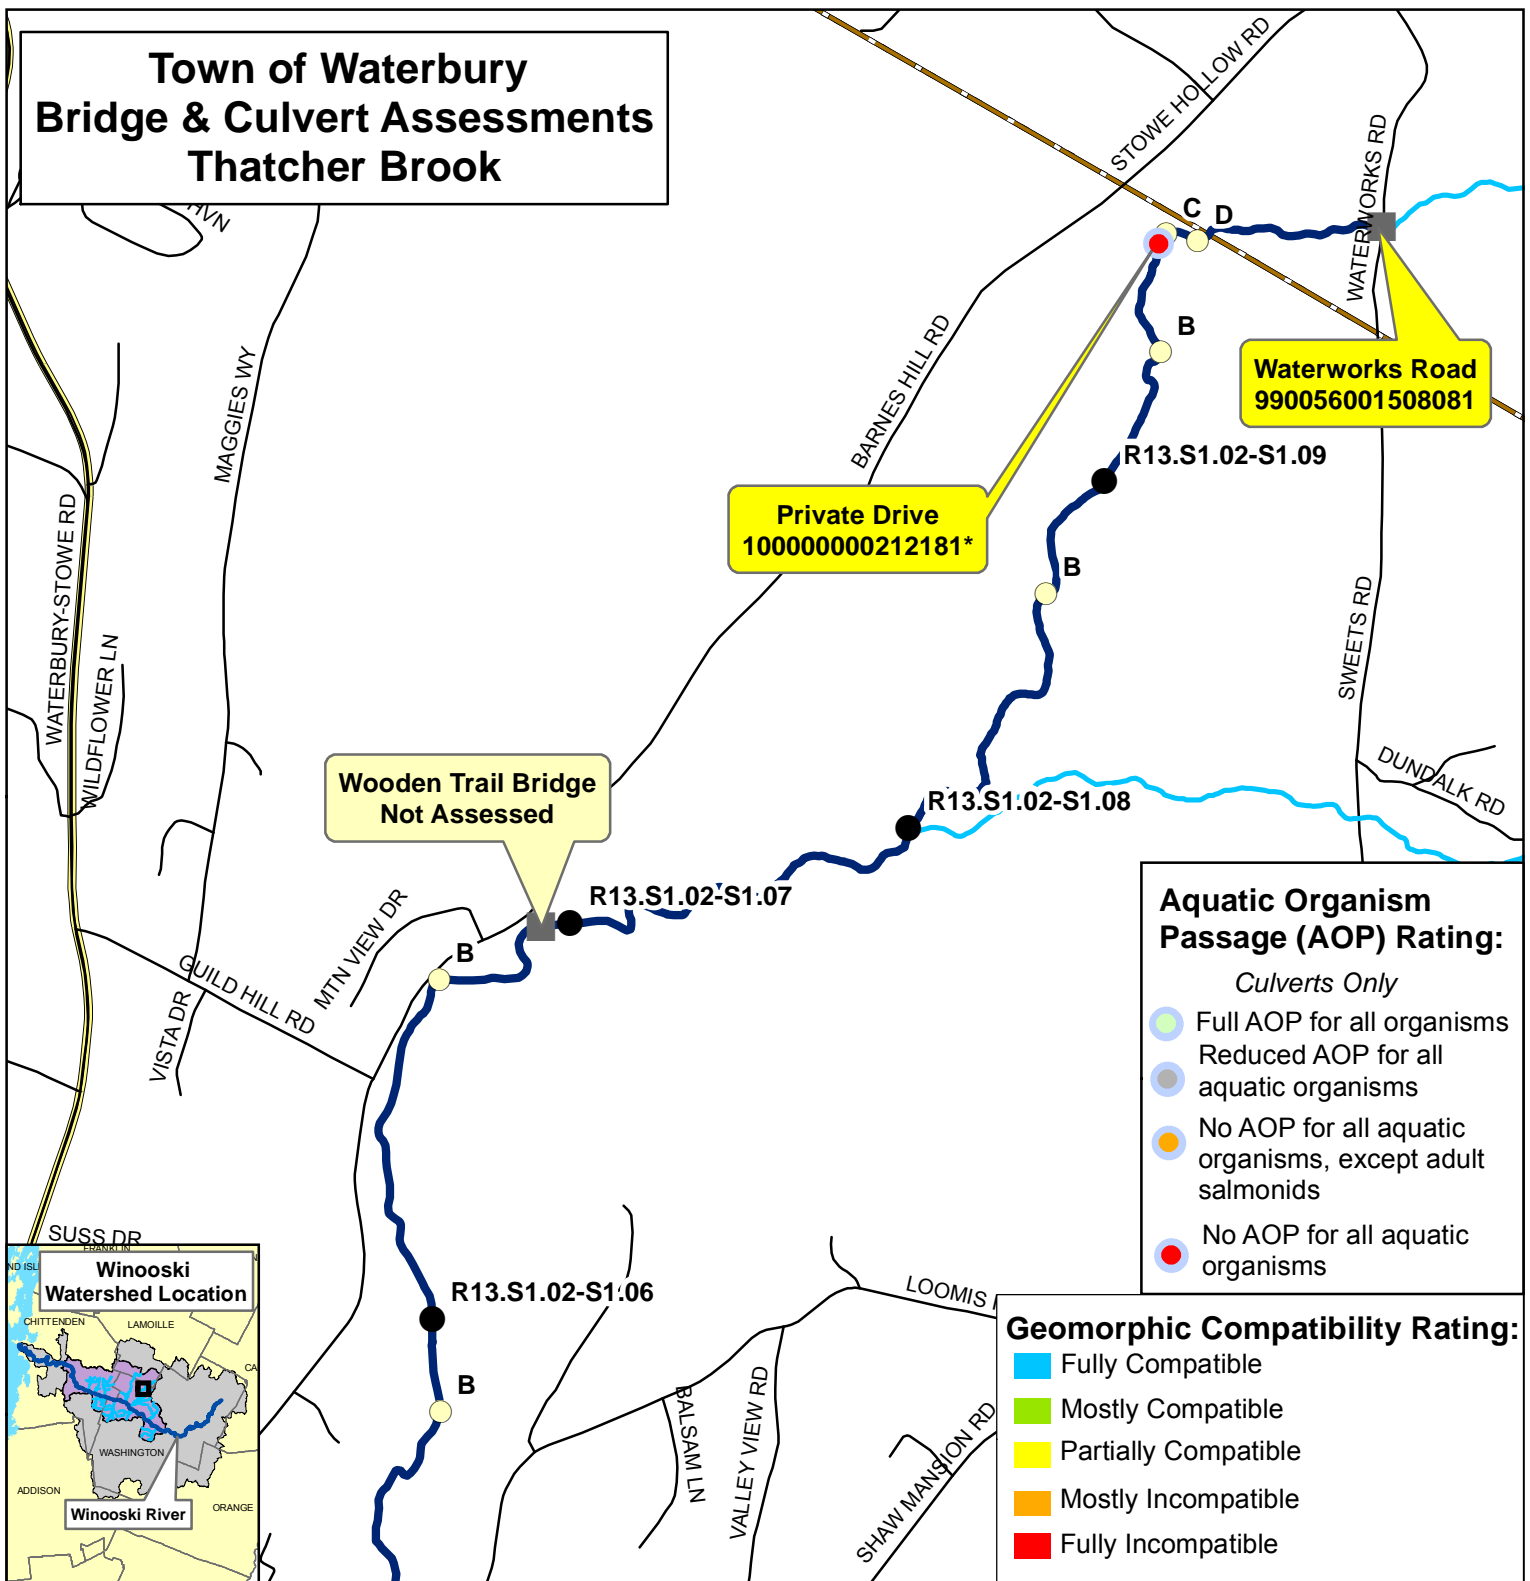 Town of Waterbury
Bridge & Culvert Assessments
Thatcher Brook
HVN
STOWE HOLLOW RD
WATERWORKS RD
C
D
B
Waterworks Road
990056001508081
MAGGIES WY
BARNES HILL RD
R13.S1.02-S1.09
Private Drive
100000000212181*
B
WATERBURY-STOWE RD
WILDFLOWER LN
SWEETS RD
DUNDALK RD
Wooden Trail Bridge
Not Assessed
R13.S1.02-S1.08
R13.S1.02-S1.07
MTN VIEW DR
B
GUILD HILL RD
VISTA DR
Aquatic Organism
Passage (AOP) Rating:
Culverts Only
Full AOP for all organisms
Reduced AOP for all
aquatic organisms
No AOP for all aquatic
organisms, except adult
salmonids
No AOP for all aquatic
organisms
SUSS DR
R13.S1.02-S1.06
B
LOOMIS
BALSAM LN
VALLEY VIEW RD
SHAW MANSION RD
Geomorphic Compatibility Rating:
Fully Compatible
Mostly Compatible
Partially Compatible
Mostly Incompatible
Fully Incompatible
FRANKLIN
ND ISL
Winooski
Watershed Location
CHITTENDEN
LAMOILLE
CA
WASHINGTON
ADDISON
ORANGE
Winooski River